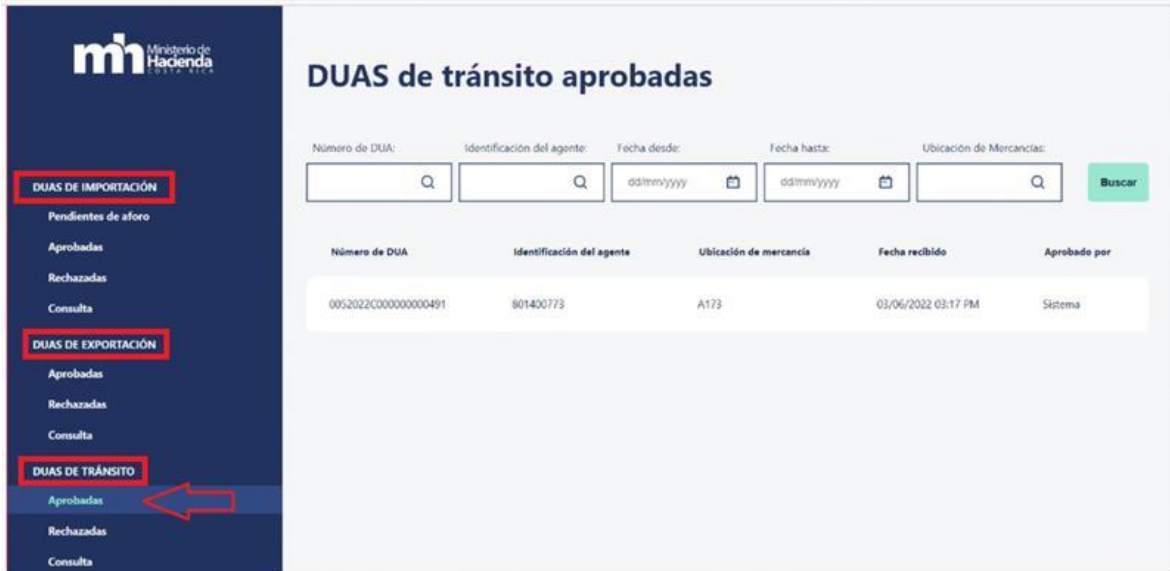 mh Ministerio de
Hacienda
COSTA RICA
DUAS DE IMPORTACIÓN
Pendientes de aforo
Aprobadas
Rechazadas
Consulta
DUAS DE EXPORTACIÓN
Aprobadas
Rechazadas
Consulta
DUAS DE TRÁNSITO
Aprobadas
Rechazadas
Consulta
DUAS de tránsito aprobadas
Número de DUA: Identificación del agente: Fecha desde: Fecha hasta: Ubicación de Mercancías:
dd/mm/yyyy dd/mm/yyyy Buscar
Número de DUA Identificación del agente Ubicación de mercancía Fecha recibido Aprobado por
0052022C000000000491 801400773 A173 03/06/2022 03:17 PM Sistema